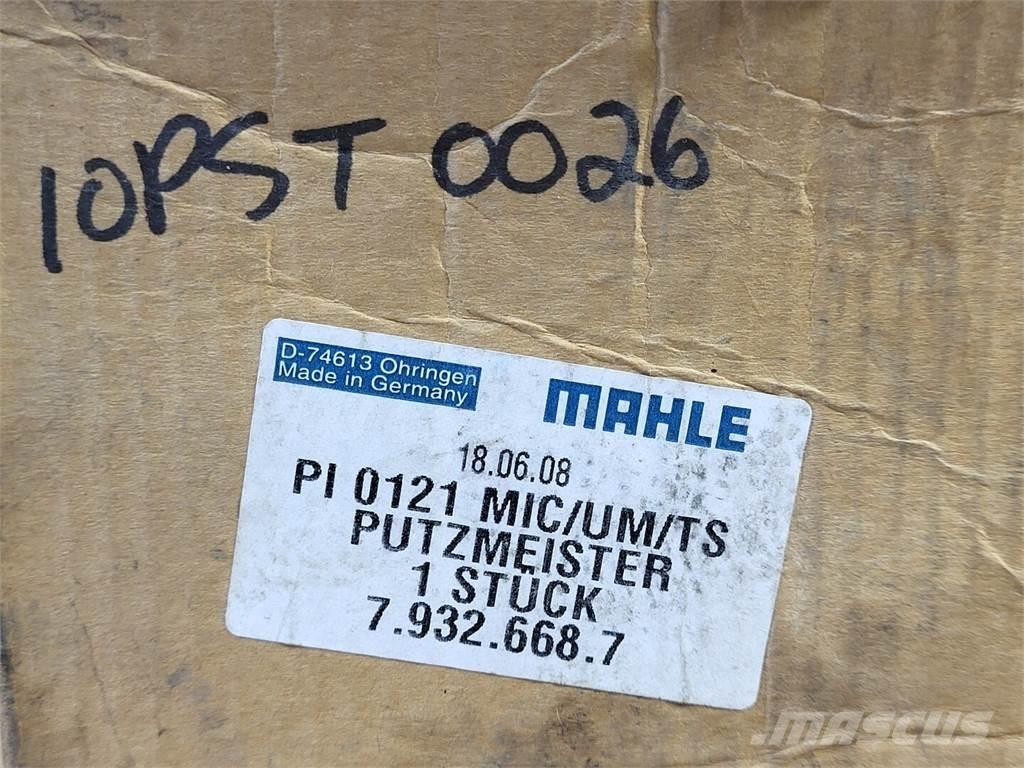 10PST 0026
D-74613 Öhringen
Made in Germany
MAHLE
18.06.08
PI 0121 MIC/UM/TS
PUTZMEISTER
1 STÜCK
7.932.668.7
MASCUS